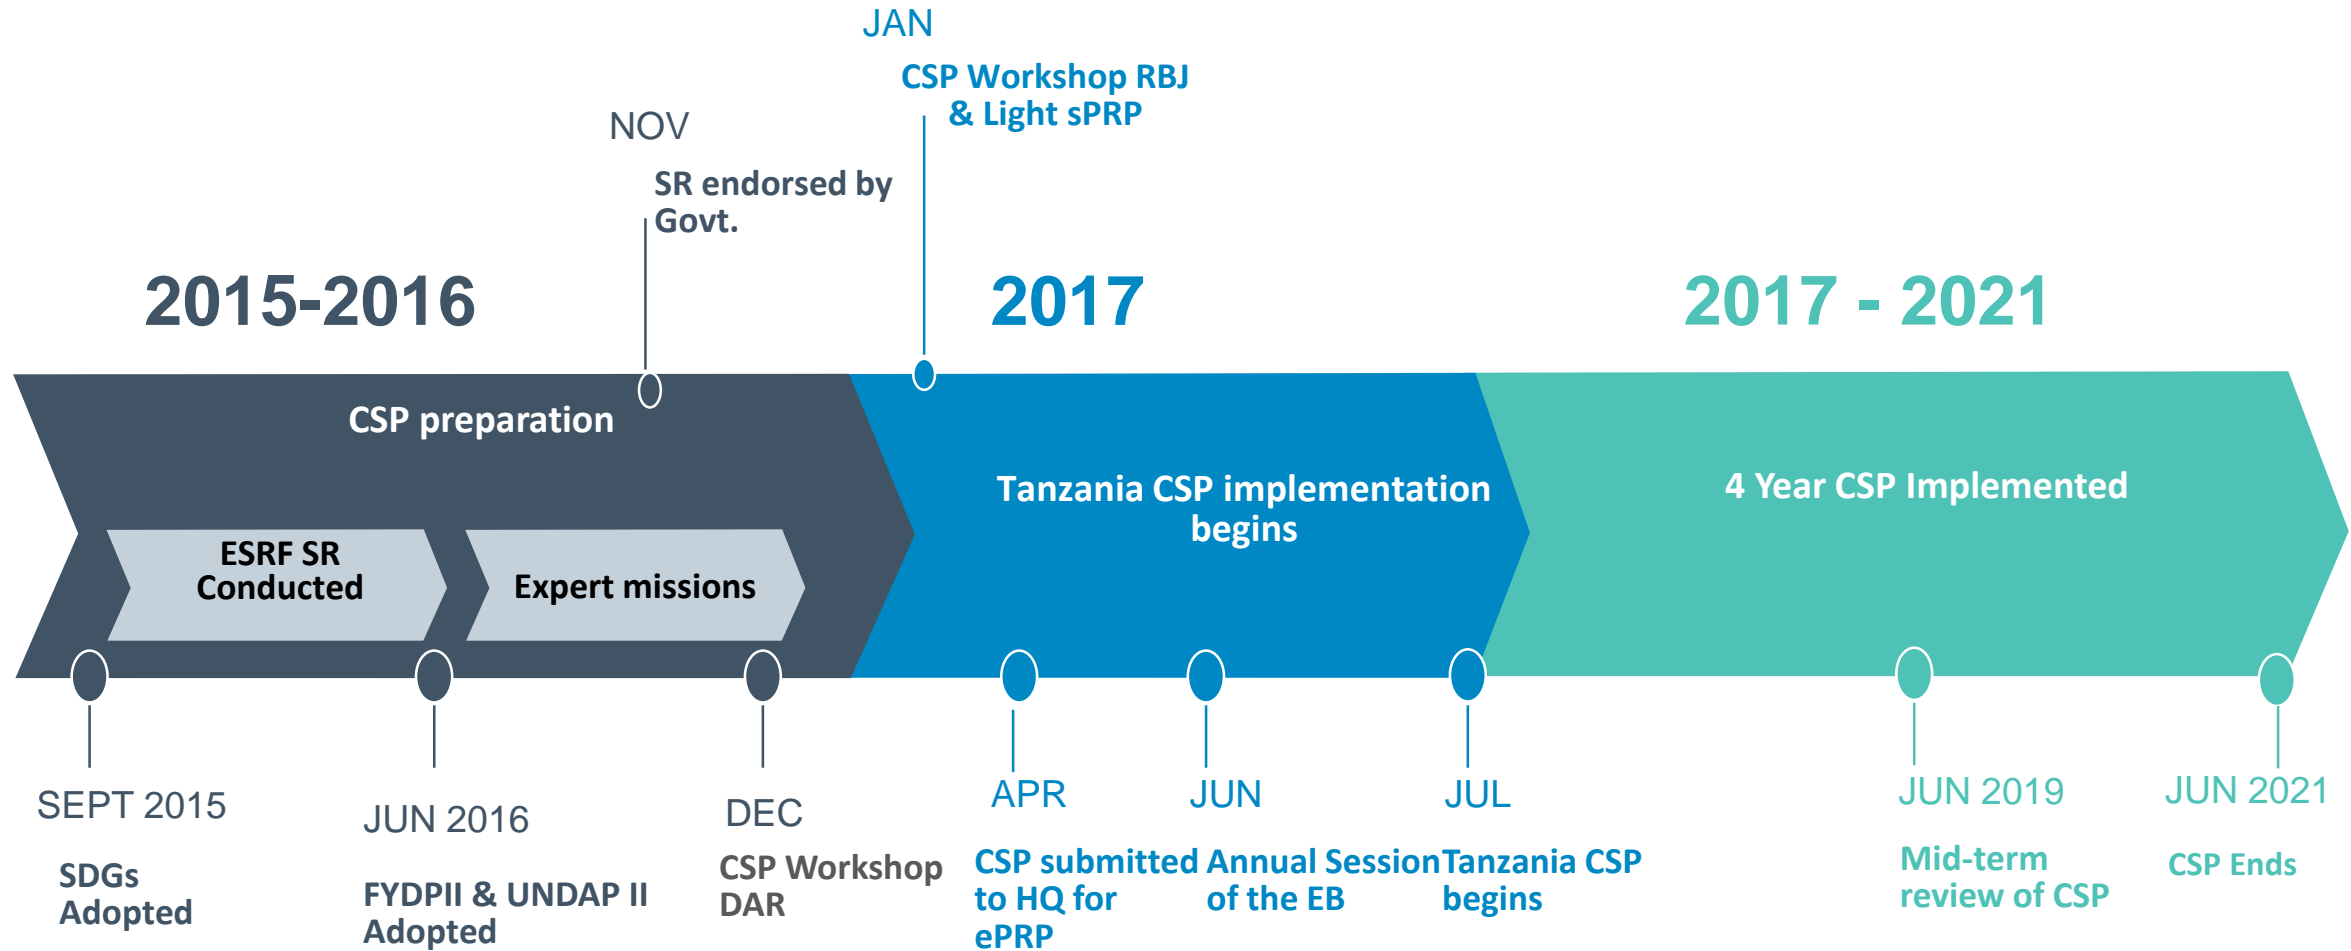 JAN
CSP Workshop RBJ
& Light sPRP
NOV
SR endorsed by
Govt.
2015-2016
2017
2017 - 2021
CSP preparation
Tanzania CSP implementation
begins
4 Year CSP Implemented
ESRF SR
Conducted
Expert missions
SEPT 2015
SDGs
Adopted
JUN 2016
FYDPII & UNDAP II
Adopted
DEC
CSP Workshop
DAR
APR
CSP submitted
to HQ for
ePRP
JUN
Annual Session
of the EB
JUL
Tanzania CSP
begins
JUN 2019
Mid-term
review of CSP
JUN 2021
CSP Ends